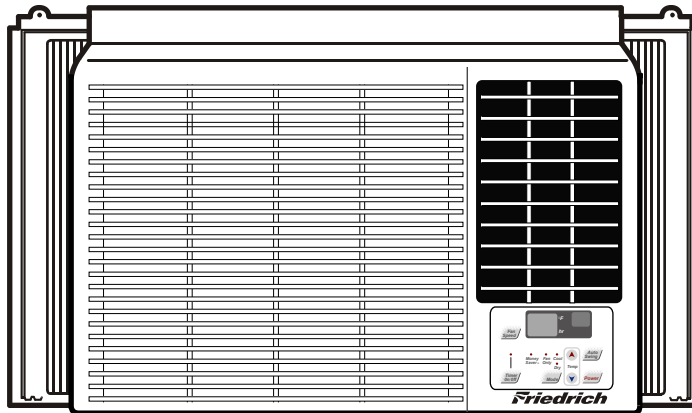 °F
hr
Fan
Speed
Money
Saver®
Fan
Only
Cool
Dry
Auto
Swing
Temp
Timer
On/Off
Mode
Power
Friedrich